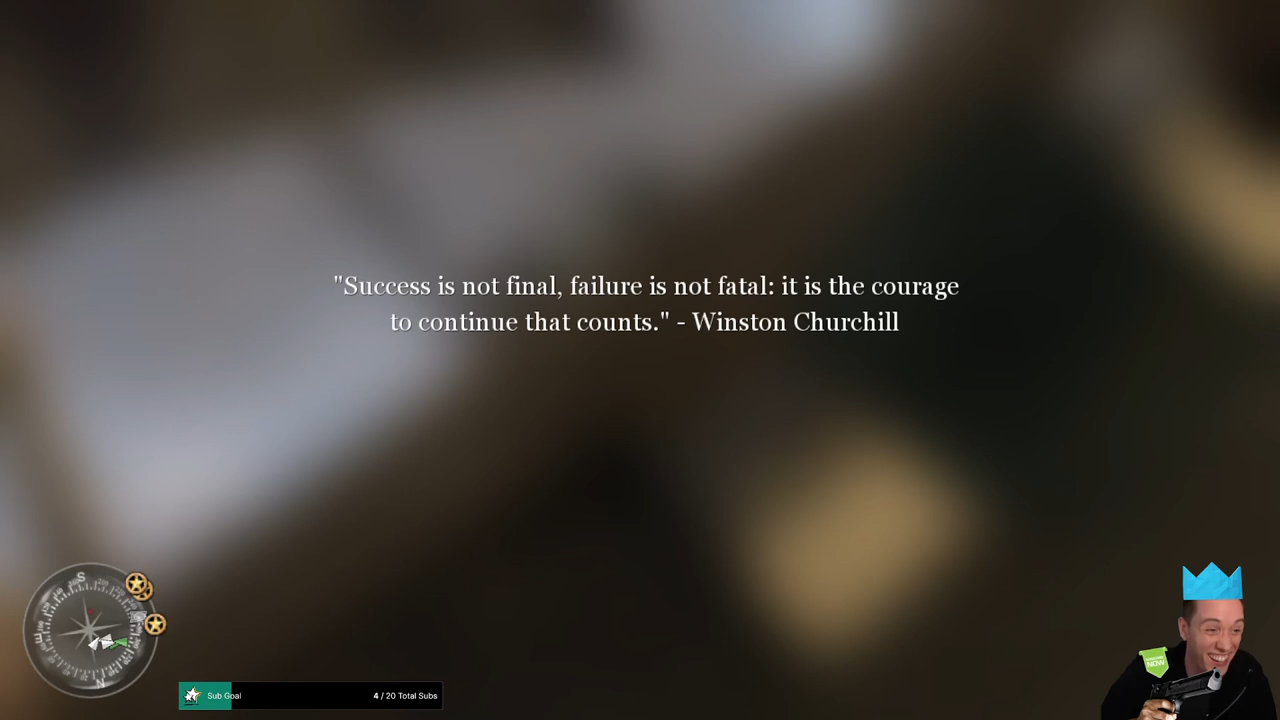 "Success is not final, failure is not fatal: it is the courage
to continue that counts." - Winston Churchill
S
E
N
Sub Goal
4 / 20 Total Subs
NOW